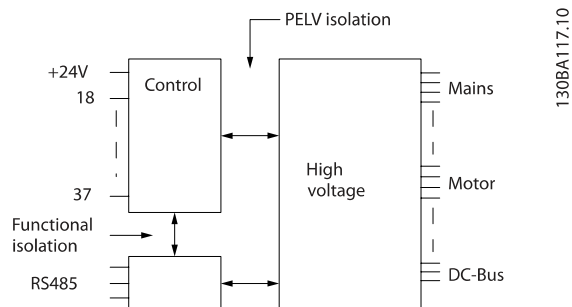 PELV isolation
130BA117.10
+24V
Control
Mains
18
High
voltage
Motor
37
Functional
isolation
RS485
DC-Bus